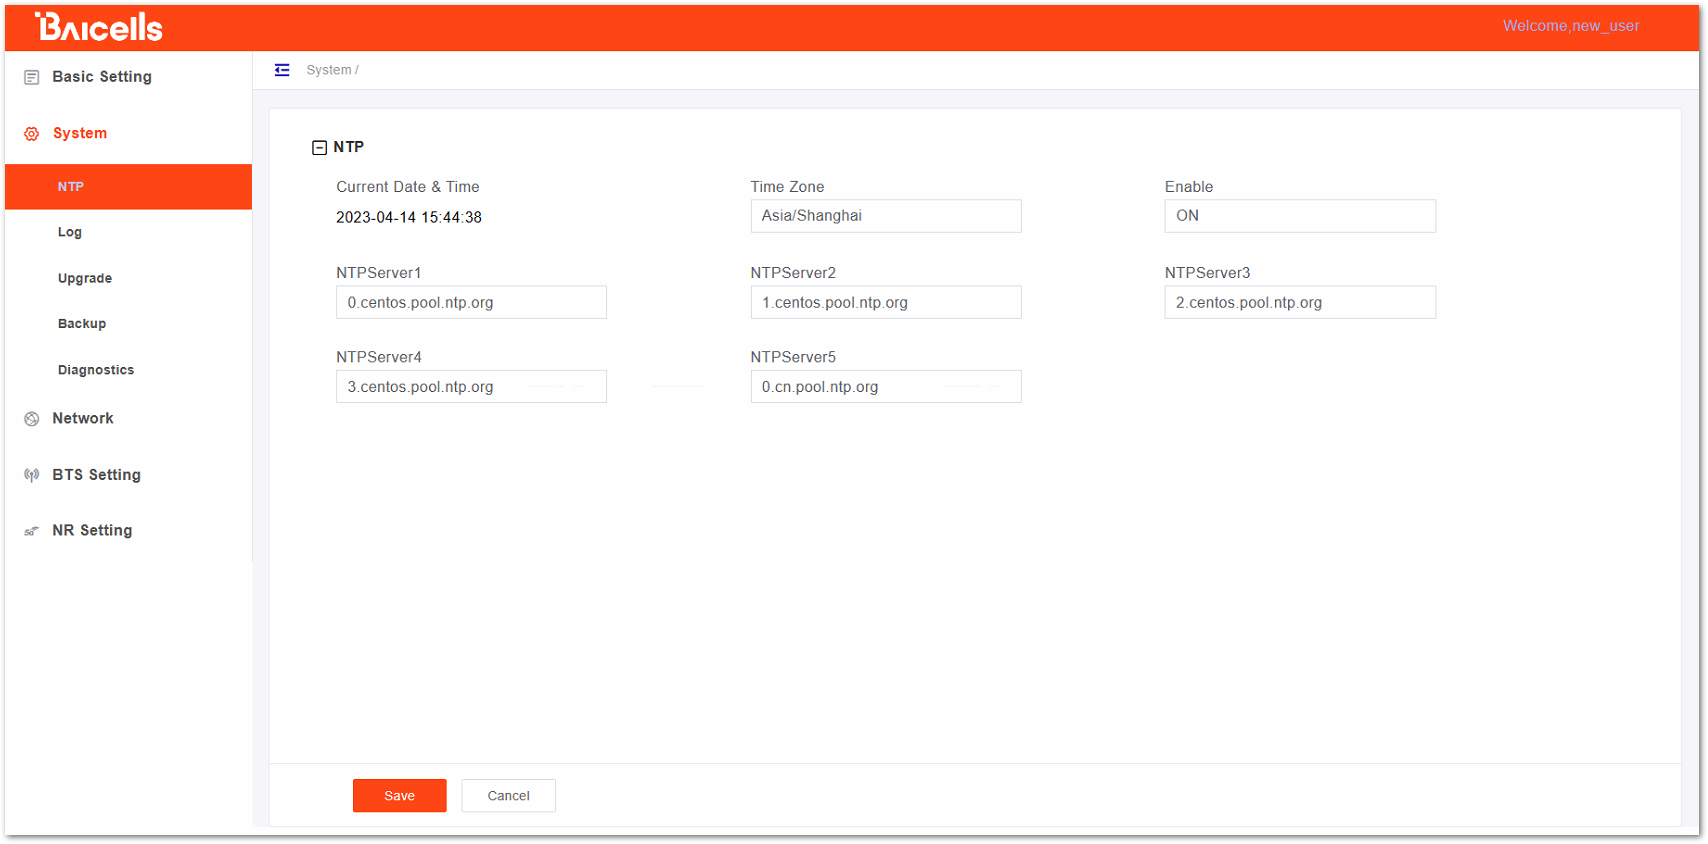 Baicells
Welcome,new_user
Basic Setting
System /
System
NTP
NTP
Current Date & Time
Time Zone
Enable
2023-04-14 15:44:38
Asia/Shanghai
ON
Log
Upgrade
NTPServer1
NTPServer2
NTPServer3
0.centos.pool.ntp.org
1.centos.pool.ntp.org
2.centos.pool.ntp.org
Backup
NTPServer4
NTPServer5
Diagnostics
3.centos.pool.ntp.org
0.cn.pool.ntp.org
Network
BTS Setting
5G
NR Setting
Save
Cancel